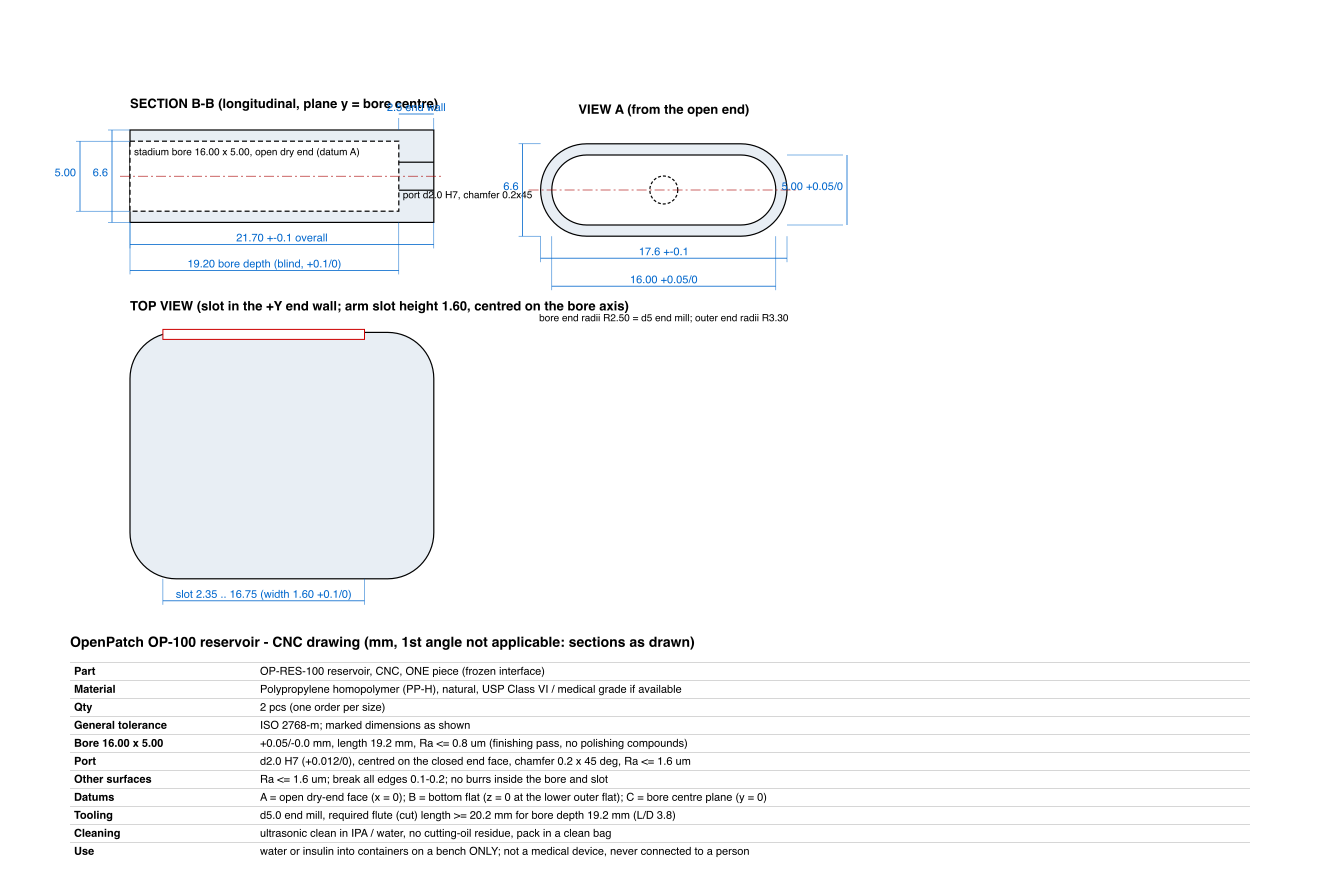 SECTION B-B (longitudinal, plane y = bore centre)
2.5 end wall
VIEW A (from the open end)
stadium bore 16.00 x 5.00, open dry end (datum A)
5.00
6.6
port d2.0 H7, chamfer 0.2x45
6.6
5.00 +0.05/0
21.70 +-0.1 overall
17.6 +-0.1
19.20 bore depth (blind, +0.1/0)
16.00 +0.05/0
TOP VIEW (slot in the +Y end wall; arm slot height 1.60, centred on the bore axis)
bore end radii R2.50 = d5 end mill; outer end radii R3.30
slot 2.35 .. 16.75 (width 1.60 +0.1/0)
OpenPatch OP-100 reservoir - CNC drawing (mm, 1st angle not applicable: sections as drawn)
Part OP-RES-100 reservoir, CNC, ONE piece (frozen interface)
Material Polypropylene homopolymer (PP-H), natural, USP Class VI / medical grade if available
Qty 2 pcs (one order per size)
General tolerance ISO 2768-m; marked dimensions as shown
Bore 16.00 x 5.00 +0.05/-0.0 mm, length 19.2 mm, Ra <= 0.8 um (finishing pass, no polishing compounds)
Port d2.0 H7 (+0.012/0), centred on the closed end face, chamfer 0.2 x 45 deg, Ra <= 1.6 um
Other surfaces Ra <= 1.6 um; break all edges 0.1-0.2; no burrs inside the bore and slot
Datums A = open dry-end face (x = 0); B = bottom flat (z = 0 at the lower outer flat); C = bore centre plane (y = 0)
Tooling d5.0 end mill, required flute (cut) length >= 20.2 mm for bore depth 19.2 mm (L/D 3.8)
Cleaning ultrasonic clean in IPA / water, no cutting-oil residue, pack in a clean bag
Use water or insulin into containers on a bench ONLY; not a medical device, never connected to a person